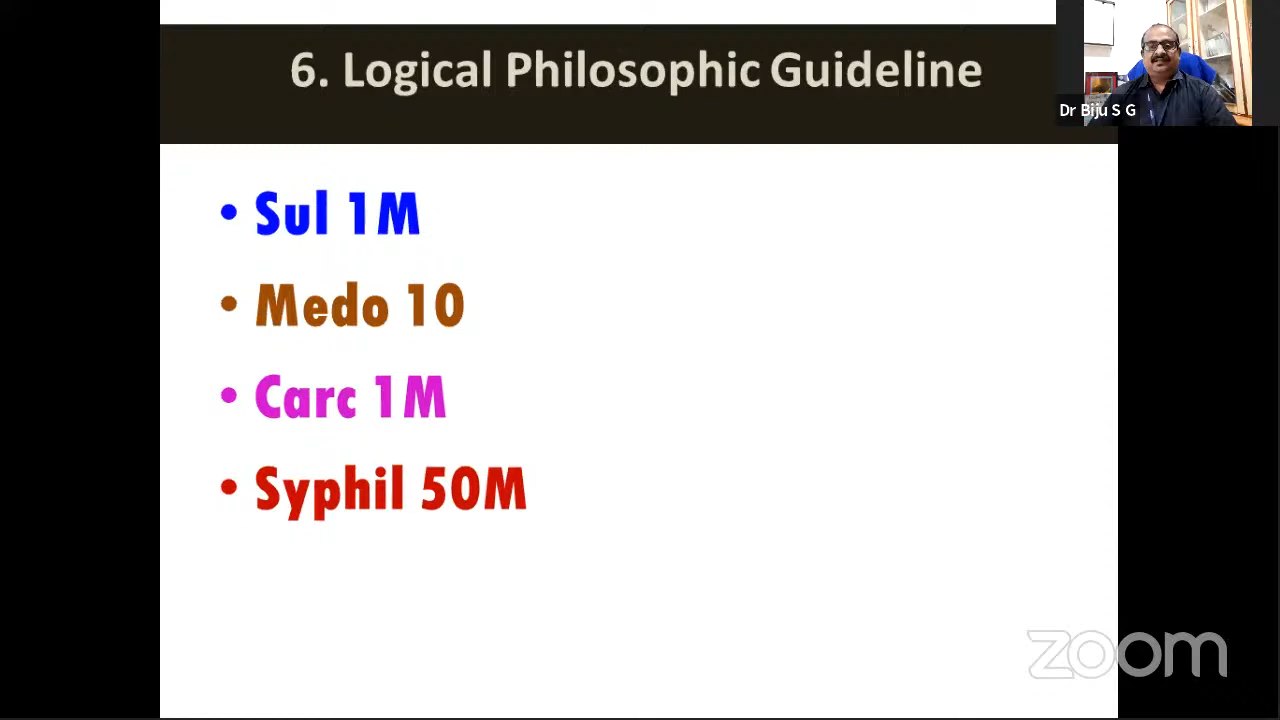 6. Logical Philosophic Guideline
Dr Biju S G
• Sul 1M
• Medo 10
• Carc 1M
• Syphil 50M
zoom